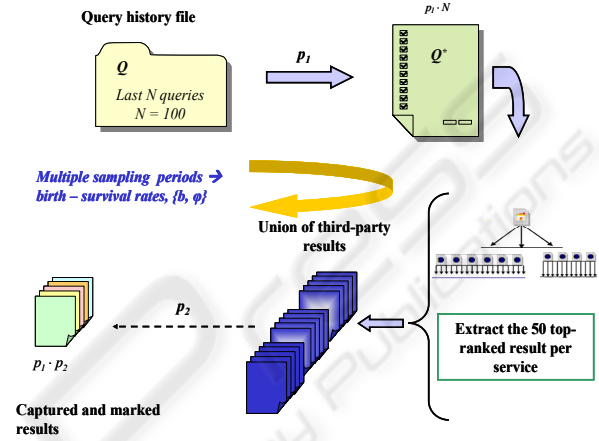 Query history file
p1 · N
Q
Last N queries
N = 100
p1
Q*
Multiple sampling periods ➔
birth – survival rates, {b, φ}
Union of third-party
results
p2
Extract the 50 top-
ranked result per
service
p1 · p2
Captured and marked
results